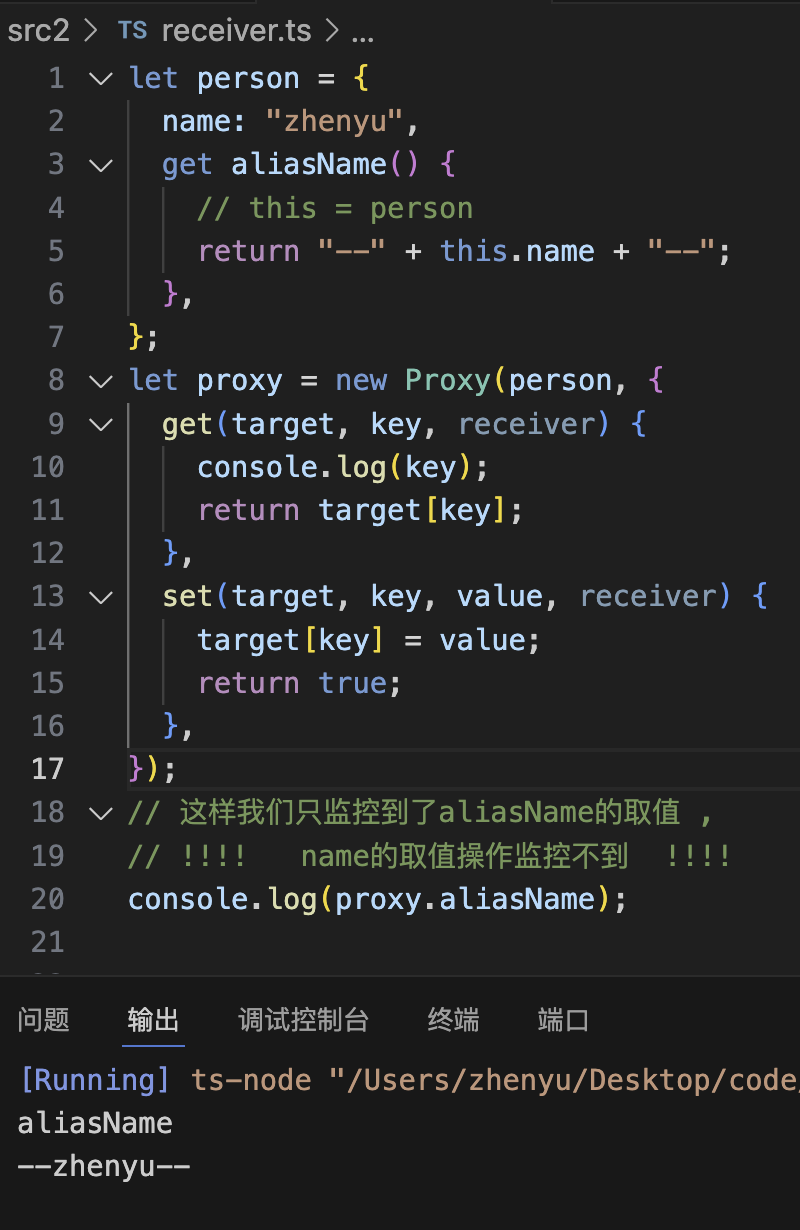 src2 > TS receiver.ts > ...
1 let person = {
2 name: "zhenyu",
3 get aliasName() {
4 // this = person
5 return "--" + this.name + "--";
6 },
7 };
8 let proxy = new Proxy(person, {
9 get(target, key, receiver) {
10 console.log(key);
11 return target[key];
12 },
13 set(target, key, value, receiver) {
14 target[key] = value;
15 return true;
16 },
17 });
18 // 这样我们只监控到了aliasName的取值 ,
19 // !!!! name的取值操作监控不到 !!!!
20 console.log(proxy.aliasName);
21
问题 输出 调试控制台 终端 端口
[Running] ts-node "/Users/zhenyu/Desktop/code/
aliasName
--zhenyu--